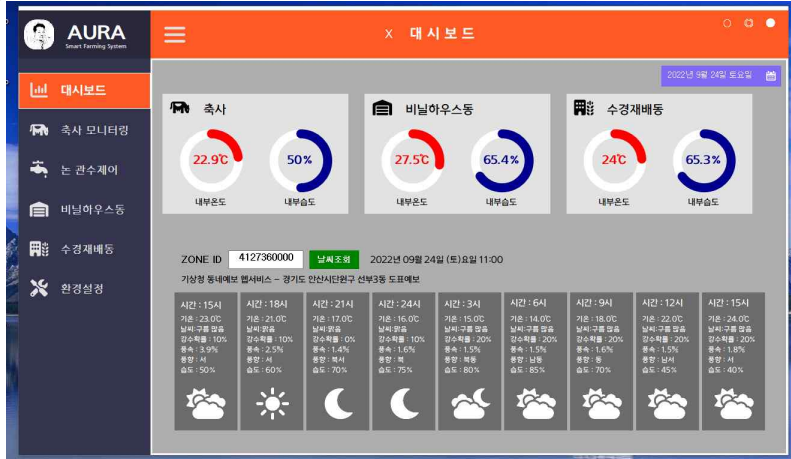 AURA
Smart Farming System
X 대시보드
2022년 9월 24일 토요일
대시보드
축사 모니터링
논 관수제어
비닐하우스동
수경재배동
환경설정
축사
22.9℃
50%
내부온도
내부습도
비닐하우스동
27.5℃
65.4%
내부온도
내부습도
수경재배동
24℃
65.3%
내부온도
내부습도
ZONE ID 4127360000 날씨조회 2022년 09월 24일 (토)요일 11:00
기상청 동네예보 웹서비스 - 경기도 안산시단원구 선부3동 도표예보
시간 : 15시
기온 : 23.0℃
날씨:구름 많음
강수확률 : 10%
풍속 : 3.9%
풍향 : 서
습도 : 50%
시간 : 18시
기온 : 21.0℃
날씨:맑음
강수확률 : 10%
풍속 : 2.5%
풍향 : 서
습도 : 60%
시간 : 21시
기온 : 17.0℃
날씨:맑음
강수확률 : 0%
풍속 : 1.4%
풍향 : 북서
습도 : 70%
시간 : 24시
기온 : 16.0℃
날씨:맑음
강수확률 : 10%
풍속 : 1.6%
풍향 : 북
습도 : 75%
시간 : 3시
기온 : 15.0℃
날씨:구름 많음
강수확률 : 20%
풍속 : 1.5%
풍향 : 북동
습도 : 80%
시간 : 6시
기온 : 14.0℃
날씨:구름 많음
강수확률 : 20%
풍속 : 1.5%
풍향 : 남동
습도 : 85%
시간 : 9시
기온 : 18.0℃
날씨:구름 많음
강수확률 : 20%
풍속 : 1.6%
풍향 : 동
습도 : 70%
시간 : 12시
기온 : 22.0℃
날씨:구름 많음
강수확률 : 20%
풍속 : 1.5%
풍향 : 남서
습도 : 45%
시간 : 15시
기온 : 24.0℃
날씨:구름 많음
강수확률 : 20%
풍속 : 1.8%
풍향 : 서
습도 : 40%